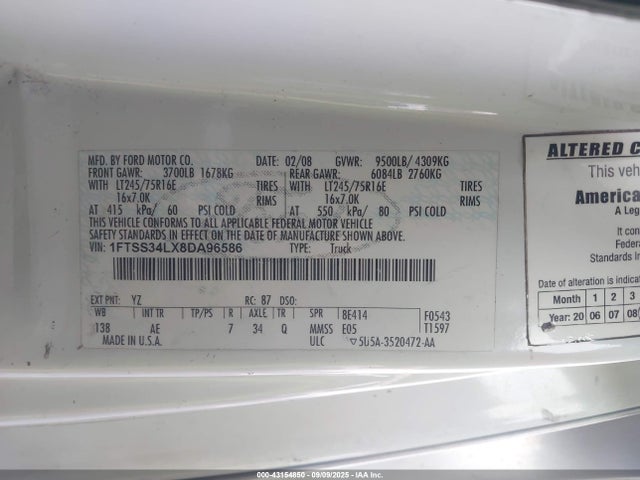 MFD. BY FORD MOTOR CO. DATE: 02/08 GVWR: 9500LB/ 4309KG
FRONT GAWR: 3700LB 1678KG REAR GAWR: 6084LB 2760KG
WITH LT245/75R16E TIRES WITH LT245/75R16E TIRES
16x7.0K RIMS 16x7.0K RIMS
AT 415 kPa/ 60 PSI COLD AT 550 kPa/ 80 PSI COLD
THIS VEHICLE CONFORMS TO ALL APPLICABLE FEDERAL MOTOR VEHICLE
SAFETY STANDARDS IN EFFECT ON THE DATE OF MANUFACTURE SHOWN ABOVE.
VIN: 1FTSS34LX8DA96586 TYPE: Truck
EXT PNT: YZ RC: 87 DSO:
WB INT TR TP/PS R AXLE TR SPR 8E414 F0543
138 AE 7 34 Q MMSS E05 T1597
MADE IN U.S.A. ULC ▽5U5A-3520472-AA
ALTERED
This
America
A Leg
Federal
Standards In
Date of alteration is indica
Month 1 2 3
Year: 20 06 07 08
000-43154850 - 09/09/2025 - IAA Inc.